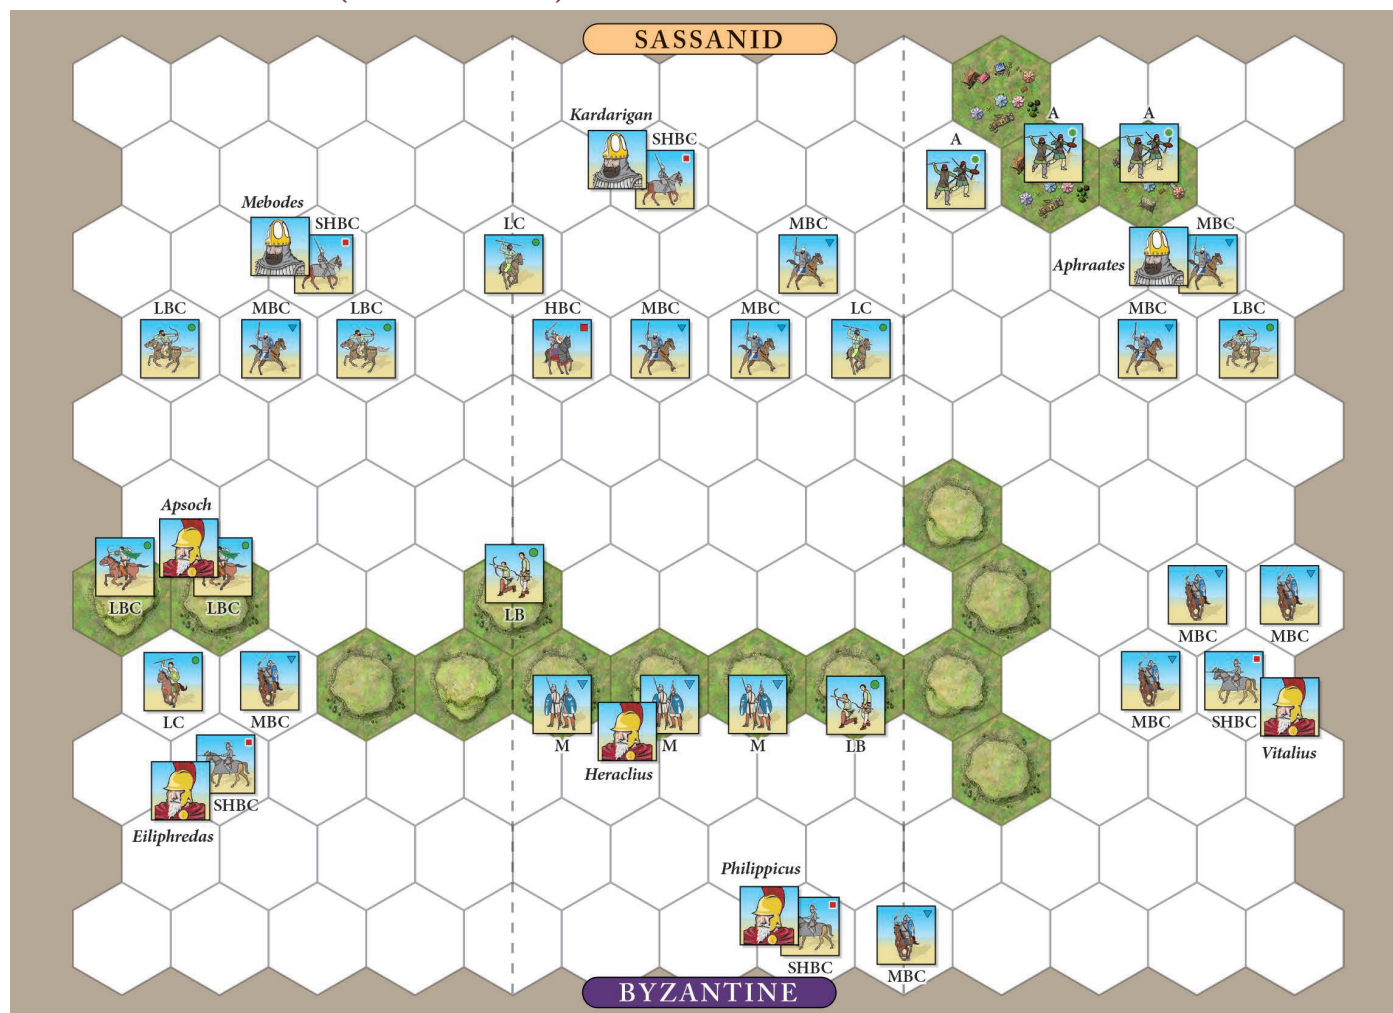 SASSANID
Kardarigan
SHBC
A
A
A
Mebodes
SHBC
LC
MBC
MBC
Aphraates
LBC
MBC
LBC
HBC
MBC
MBC
LC
MBC
LBC
Apsoch
LBC
LBC
LB
MBC
MBC
LC
MBC
M
M
M
LB
MBC
SHBC
Heraclius
Vitalius
SHBC
Eiliphredas
Philippicus
SHBC
MBC
BYZANTINE